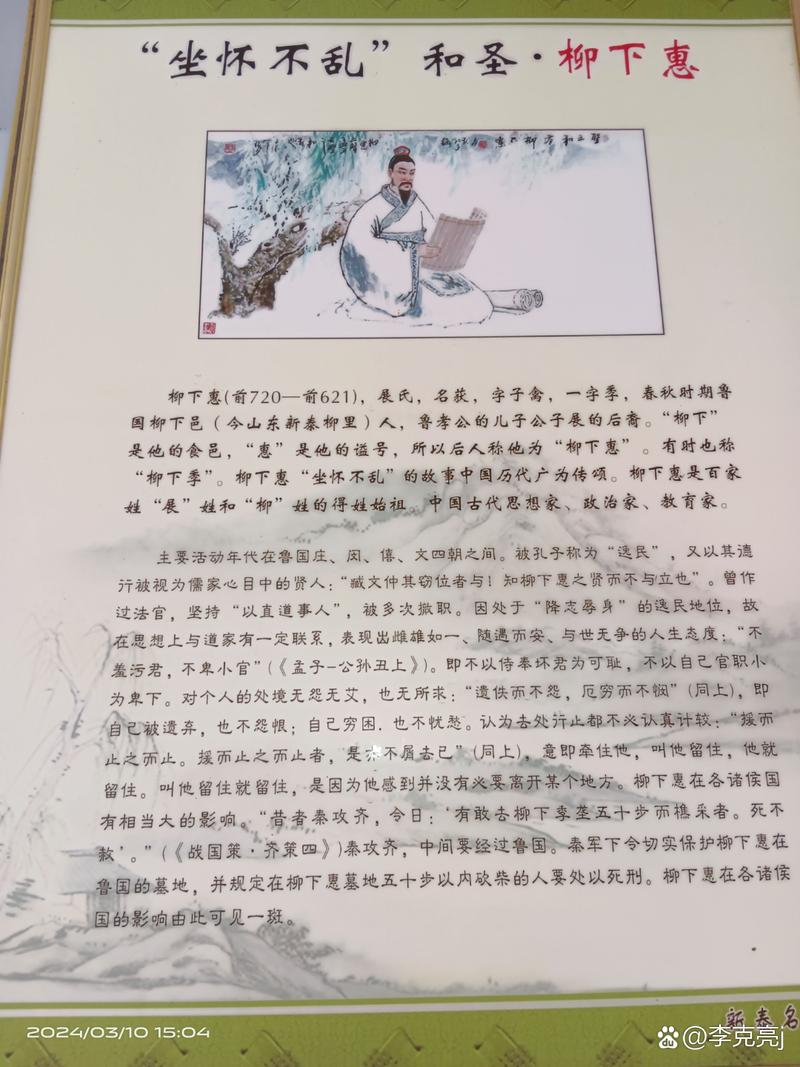 “坐怀不乱”和圣·柳下惠
柳下惠(前720—前621)，展氏，名获，字子禽，一字季，春秋时期鲁
国柳下邑（今山东新泰柳里）人，鲁孝公的儿子公子展的后裔。“柳下”
是他的食邑，“惠”是他的谥号，所以后人称他为“柳下惠”。有时也称
“柳下季”。柳下惠“坐怀不乱”的故事中国历代广为传颂。柳下惠是百家
姓“展”姓和“柳”姓的得姓始祖。中国古代思想家、政治家、教育家。
主要活动年代在鲁国庄、闵、僖、文四朝之间。被孔子称为“逸民”，又以其德
行被视为儒家心目中的贤人：“臧文仲其窃位者与！知柳下惠之贤而不与立也”。曾作
过法官，坚持“以直道事人”，被多次撤职。因处于“降志辱身”的逸民地位，故
在思想上与道家有一定联系，表现出雌雄如一、随遇而安、与世无争的人生态度：“不
羞污君，不卑小官”(《孟子-公孙丑上》)。即不以侍奉坏君为可耻，不以自己官职小
为卑下。对个人的处境无怨无艾，也无所求：“遗佚而不怨，厄穷而不悯”(同上)，即
自己被遗弃，也不怨恨；自己穷困．也不忧愁。认为去处行止都不必认真计较：“援而
止之而止。援而止之而止者，是亦不屑去已”(同上)，意即牵住他，叫他留住，他就
留住。叫他留住就留住，是因为他感到并没有必要离开某个地方。柳下惠在各诸侯国
有相当大的影响。“昔者秦攻齐，今日：‘有敢去柳下季垄五十步而樵采者。死不
赦’。”(《战国策·齐策四》)秦攻齐，中间要经过鲁国。秦军下令切实保护柳下惠在
鲁国的墓地，并规定在柳下惠墓地五十步以内砍柴的人要处以死刑。柳下惠在各诸侯
国的影响由此可见一斑。
新泰名
2024/03/10 15:04
@李克亮j